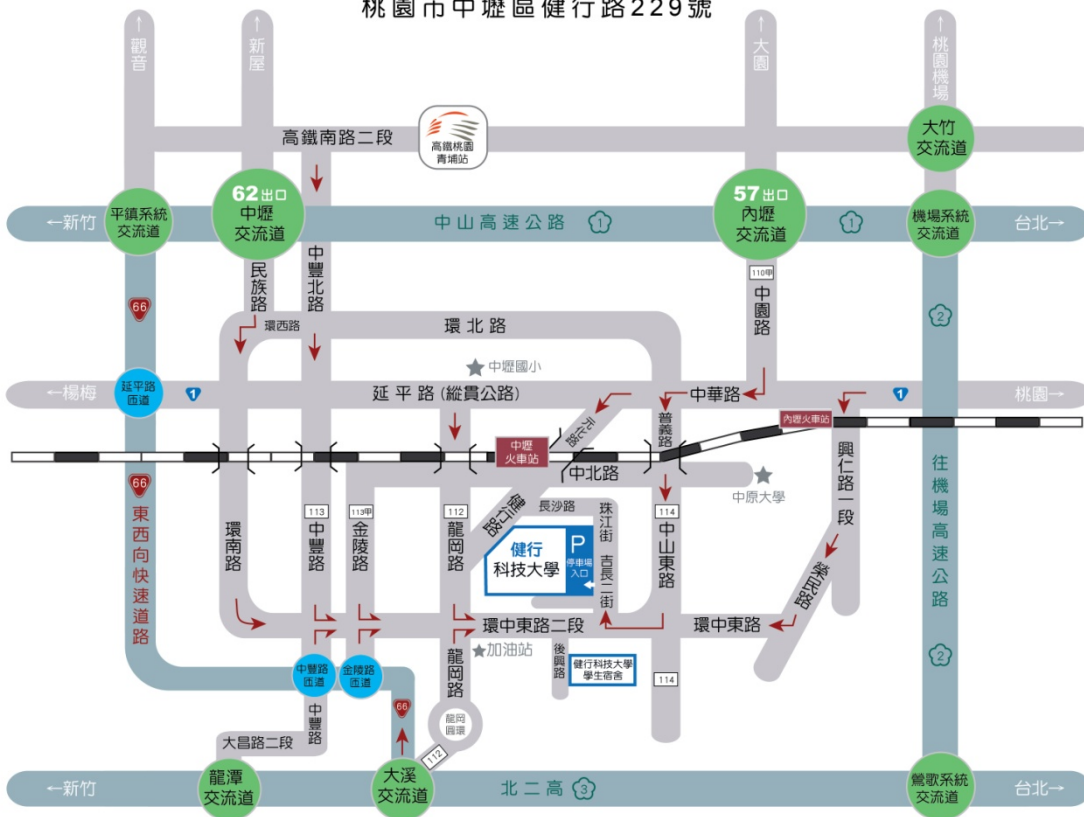 桃園市中壢區健行路229號
↑觀音
↑新屋
↑大園
↑桃園機場
高鐵南路二段
高鐵桃園
青埔站
大竹
交流道
←新竹
平鎮系統
交流道
62出口
中壢
交流道
中山高速公路
1
57出口
內壢
交流道
1
機場系統
交流道
台北→
民族路
中豐北路
110甲
中園路
66
2
環西路
環北路
中壢國小
←楊梅
延平路
匝道
1
延平路(縱貫公路)
中華路
1
桃園→
元化路
普義路
內壢火車站
中壢
火車站
中北路
中原大學
興仁路一段
往機場高速公路
66
東西向快速道路
環南路
113
中豐路
113甲
金陵路
112
龍岡路
健行路
長沙路
珠江街
吉長二街
114
中山東路
榮民路
健行
科技大學
P
停車場
入口
環中東路二段
環中東路
加油站
後興路
健行科技大學
學生宿舍
114
2
中豐路
匝道
金陵路
匝道
龍岡路
中豐路
66
龍岡
圓環
112
大昌路二段
←新竹
龍潭
交流道
大溪
交流道
北二高
3
鶯歌系統
交流道
台北→